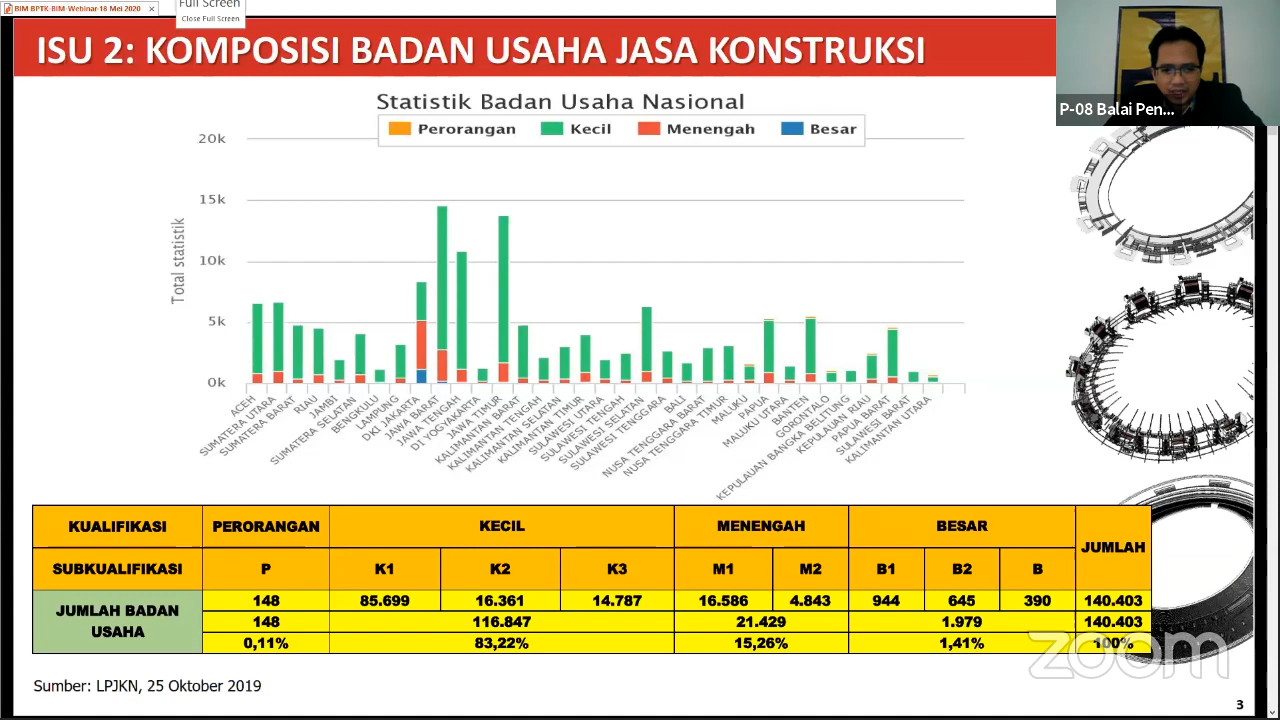 BIM BPTK-BIM-Webinar-18 Mei 2020
Full Screen
Close Full Screen
ISU 2: KOMPOSISI BADAN USAHA JASA KONSTRUKSI
P-08 Balai Pen...
Statistik Badan Usaha Nasional
Perorangan Kecil Menengah Besar
Total statistik
20k
15k
10k
5k
0k
ACEH
SUMATERA UTARA
SUMATERA BARAT
RIAU
JAMBI
SUMATERA SELATAN
BENGKULU
LAMPUNG
DKI JAKARTA
JAWA BARAT
JAWA TENGAH
DI YOGYAKARTA
JAWA TIMUR
KALIMANTAN BARAT
KALIMANTAN TENGAH
KALIMANTAN SELATAN
KALIMANTAN TIMUR
SULAWESI UTARA
SULAWESI TENGAH
SULAWESI SELATAN
SULAWESI TENGGARA
BALI
NUSA TENGGARA BARAT
NUSA TENGGARA TIMUR
MALUKU
PAPUA
MALUKU UTARA
BANTEN
GORONTALO
KEPULAUAN BANGKA BELITUNG
KEPULAUAN RIAU
PAPUA BARAT
SULAWESI BARAT
KALIMANTAN UTARA
KUALIFIKASI PERORANGAN KECIL MENENGAH BESAR JUMLAH
SUBKUALIFIKASI P K1 K2 K3 M1 M2 B1 B2 B
JUMLAH BADAN USAHA
148 85.699 16.361 14.787 16.586 4.843 944 645 390 140.403
148 116.847 21.429 1.979 140.403
0,11% 83,22% 15,26% 1,41% 100%
zoom
Sumber: LPJKN, 25 Oktober 2019
3